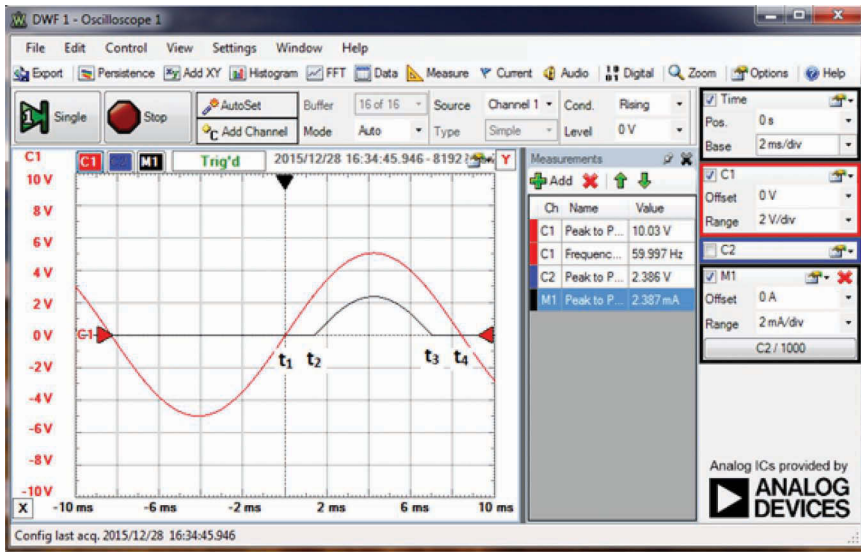 DWF 1 - Oscilloscope 1
File Edit Control View Settings Window Help
Export Persistence Add XY Histogram FFT Data Measure Current Audio Digital Zoom Options Help
Single Stop AutoSet Buffer 16 of 16 Source Channel 1 Cond. Rising
Add Channel Mode Auto Type Simple Level 0 V
Time
Pos. 0 s
Base 2 ms/div
C1
Offset 0 V
Range 2 V/div
C2
M1
Offset 0 A
Range 2 mA/div
C2 / 1000
C1 C1 M1 Trig'd 2015/12/28 16:34:45.946 - 8192 Y
10 V
8 V
6 V
4 V
2 V
0 V C1
-2 V
-4 V
-6 V
-8 V
-10 V
t1 t2 t3 t4
X -10 ms -6 ms -2 ms 2 ms 6 ms 10 ms
Measurements
Add
Ch Name Value
C1 Peak to P... 10.03 V
C1 Frequenc... 59.997 Hz
C2 Peak to P... 2.386 V
M1 Peak to P... 2.387 mA
Analog ICs provided by
ANALOG
DEVICES
Config last acq. 2015/12/28 16:34:45.946